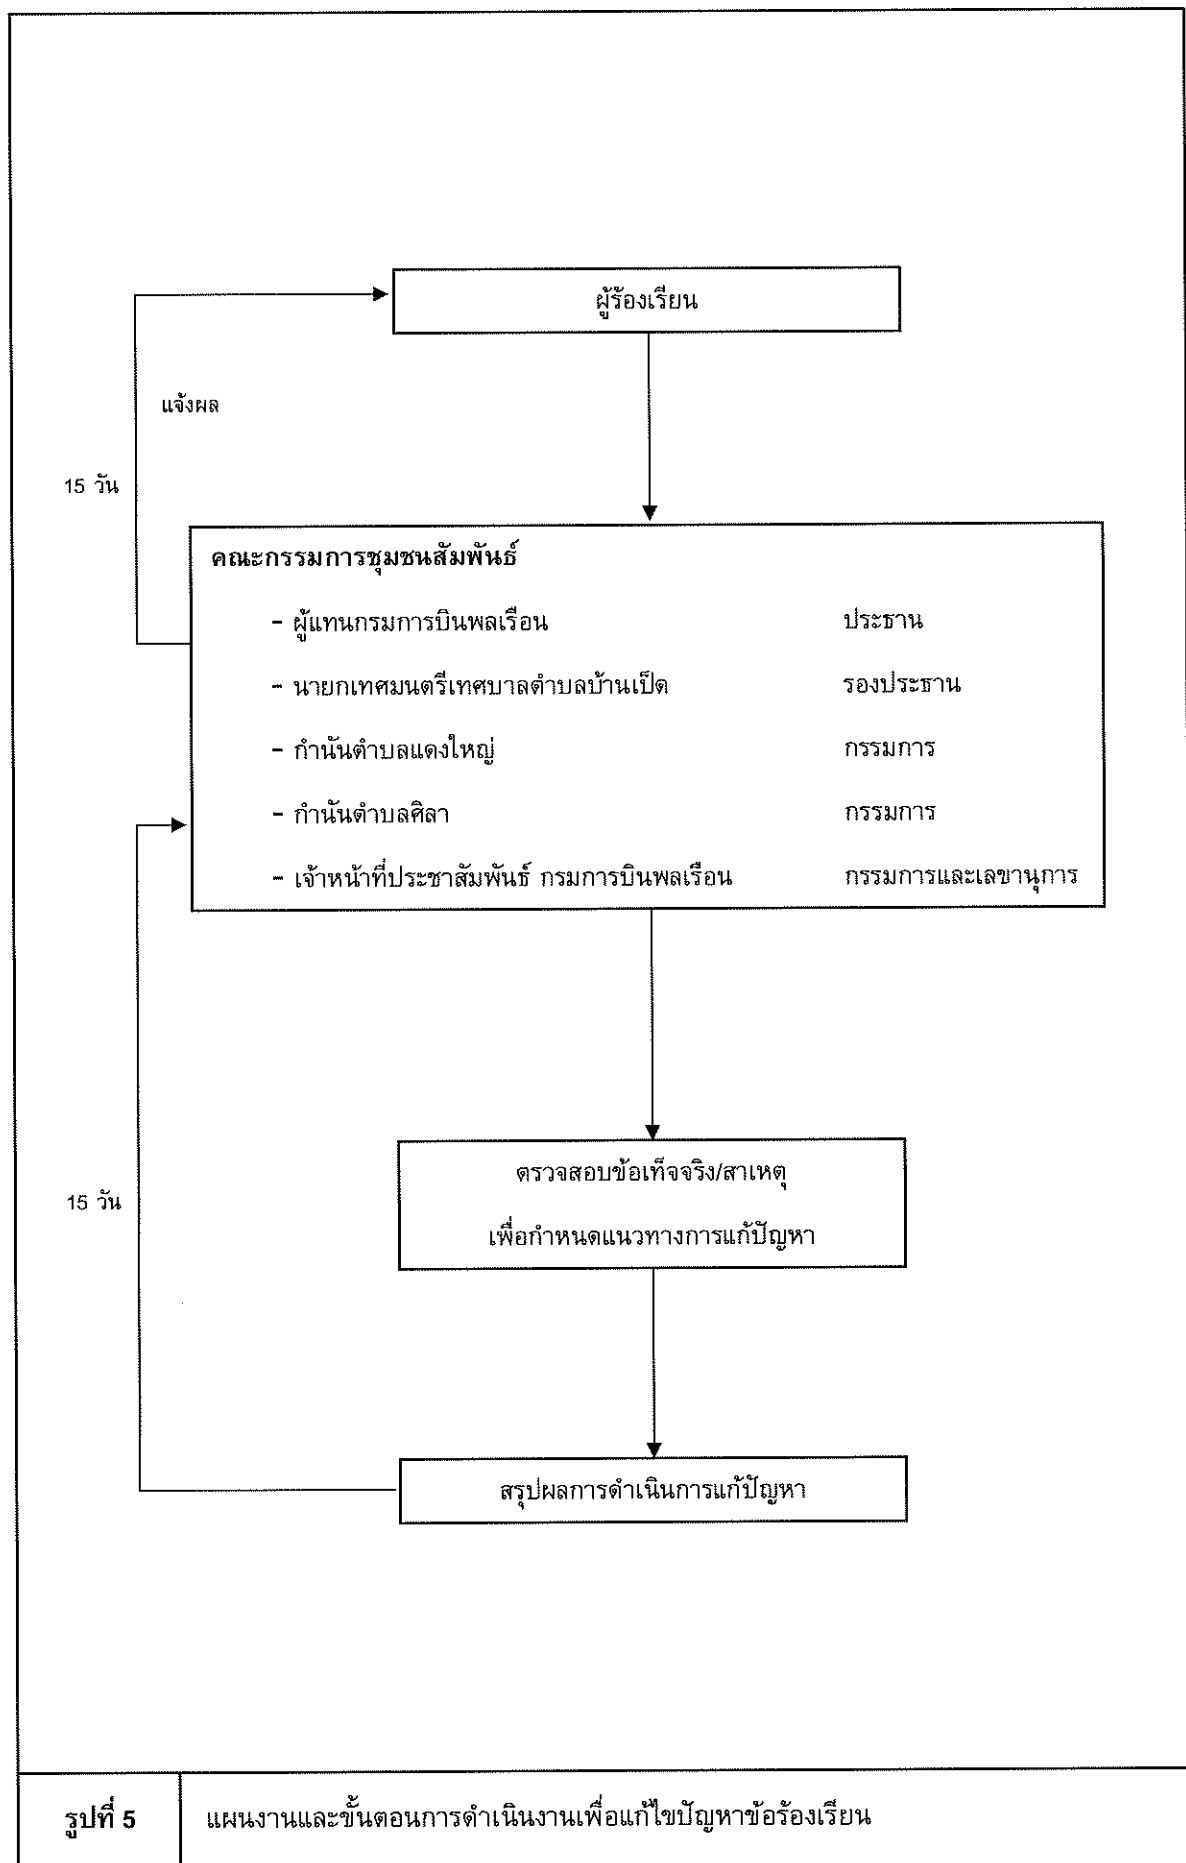 ผู้ร้องเรียน
แจ้งผล
15 วัน
คณะกรรมการชุมชนสัมพันธ์
- ผู้แทนกรมการบินพลเรือน ประธาน
- นายกเทศมนตรีเทศบาลตำบลบ้านเป็ด รองประธาน
- กำนันตำบลแดงใหญ่ กรรมการ
- กำนันตำบลศิลา กรรมการ
- เจ้าหน้าที่ประชาสัมพันธ์ กรมการบินพลเรือน กรรมการและเลขานุการ
ตรวจสอบข้อเท็จจริง/สาเหตุ
เพื่อกำหนดแนวทางการแก้ปัญหา
15 วัน
สรุปผลการดำเนินการแก้ปัญหา
รูปที่ 5 แผนงานและขั้นตอนการดำเนินงานเพื่อแก้ไขปัญหาข้อร้องเรียน